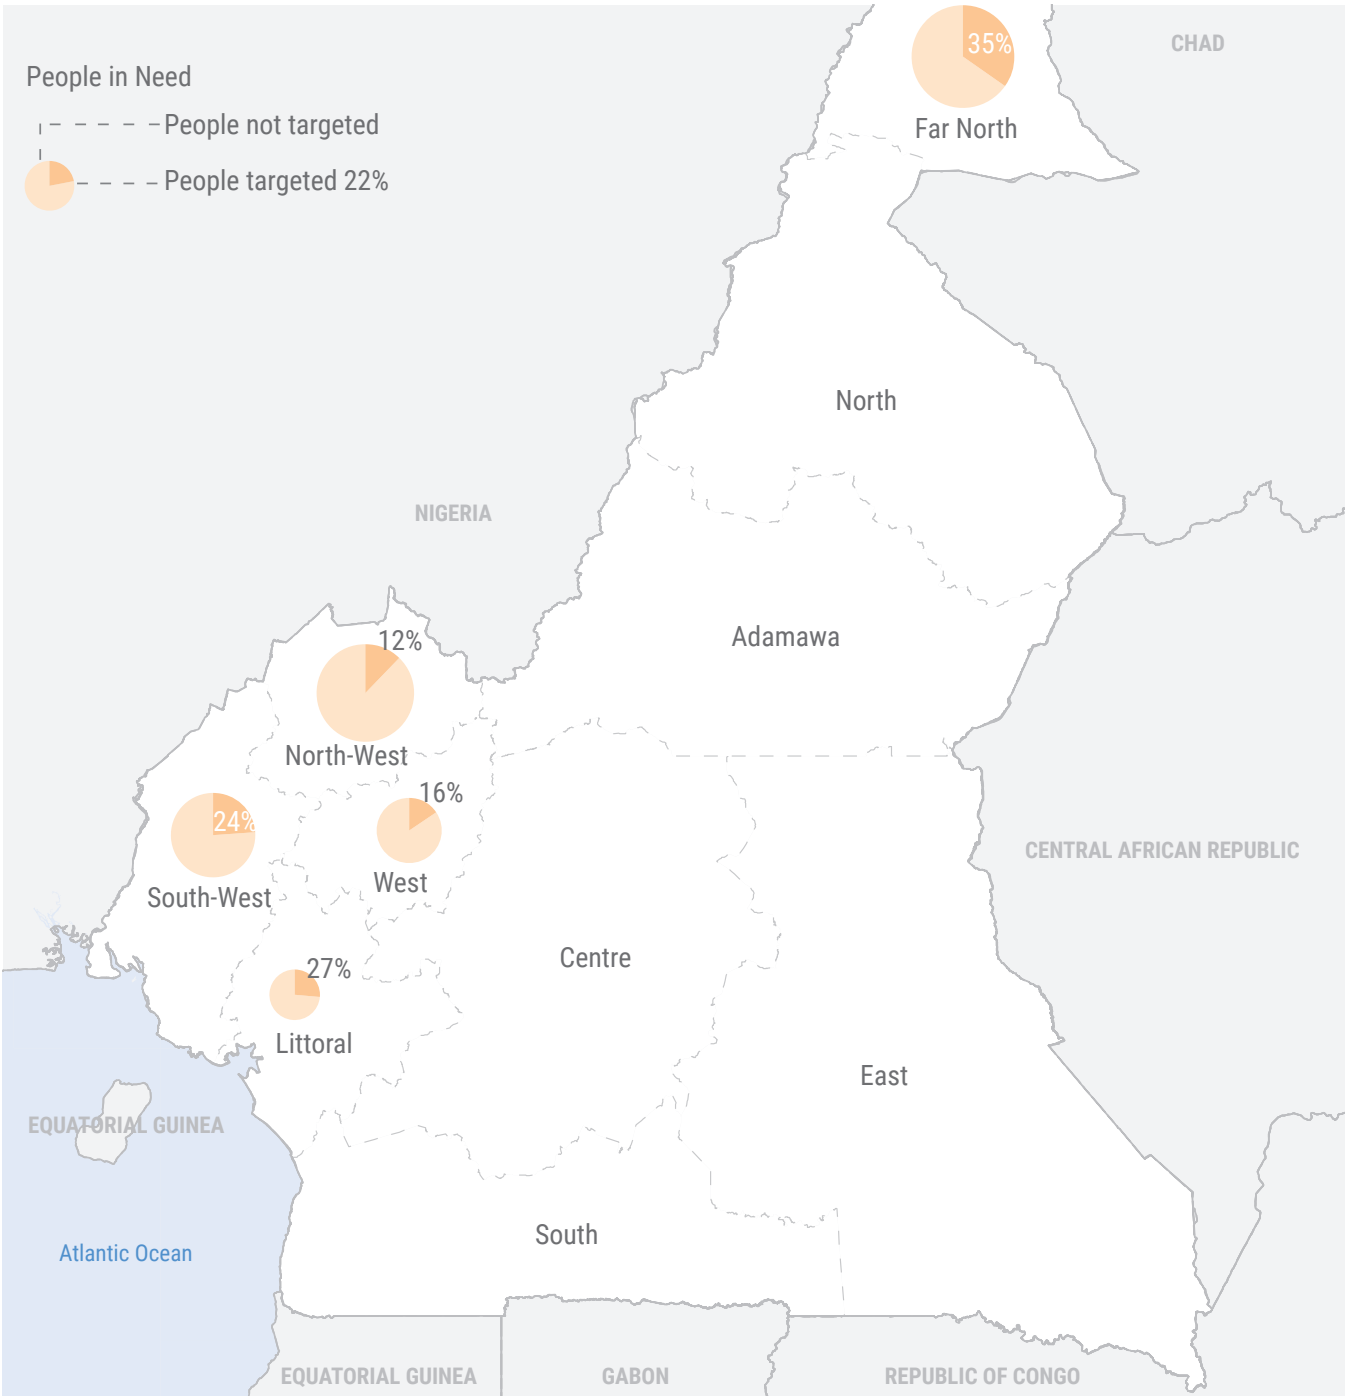 People in Need
People not targeted
People targeted 22%
35%
Far North
CHAD
North
NIGERIA
Adamawa
12%
North-West
16%
West
24%
South-West
CENTRAL AFRICAN REPUBLIC
Centre
27%
Littoral
East
EQUATORIAL GUINEA
South
Atlantic Ocean
EQUATORIAL GUINEA
GABON
REPUBLIC OF CONGO